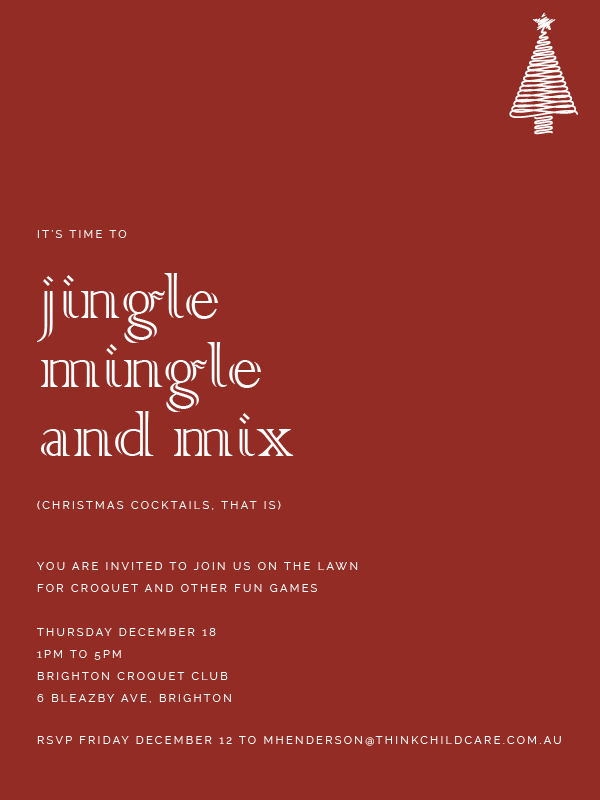 IT'S TIME TO
jingle
mingle
and mix
(CHRISTMAS COCKTAILS, THAT IS)
YOU ARE INVITED TO JOIN US ON THE LAWN
FOR CROQUET AND OTHER FUN GAMES
THURSDAY DECEMBER 18
1PM TO 5PM
BRIGHTON CROQUET CLUB
6 BLEAZBY AVE, BRIGHTON
RSVP FRIDAY DECEMBER 12 TO MHENDERSON@THINKCHILDCARE.COM.AU